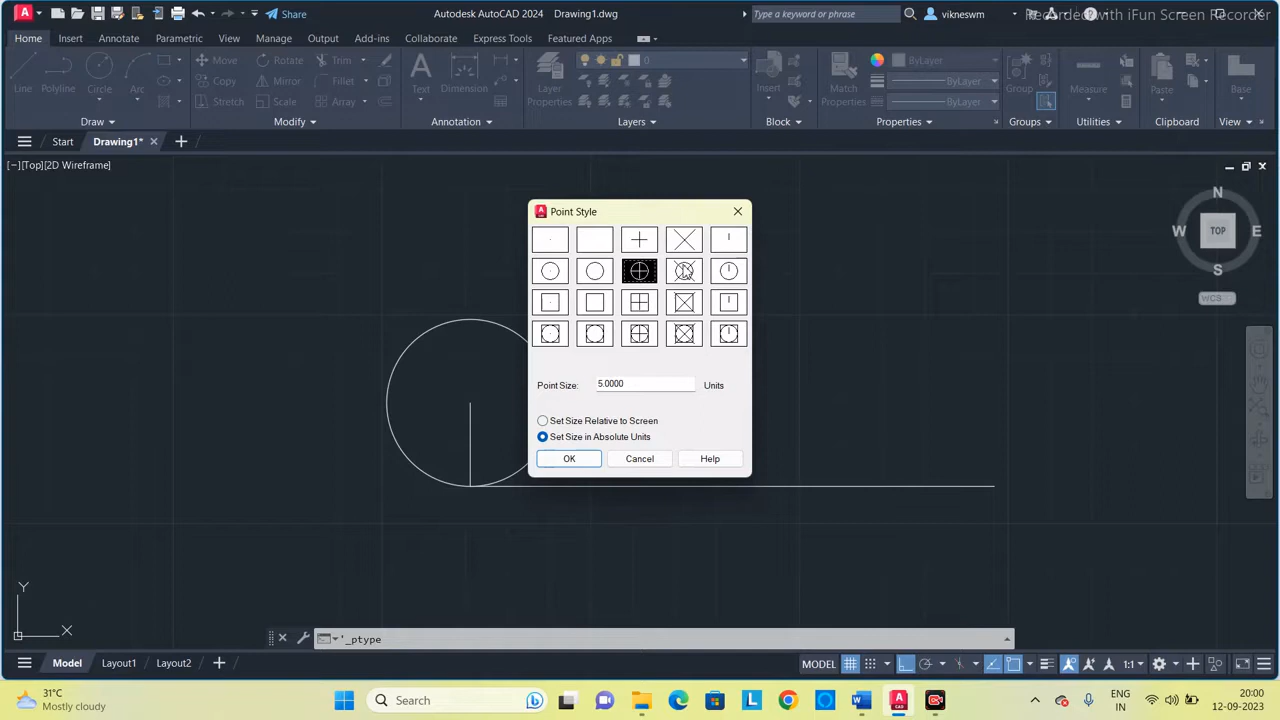 Share
Autodesk AutoCAD 2024 Drawing1.dwg
Type a keyword or phrase
vikneswm
Recorded with iFun Screen Recorder
Home Insert Annotate Parametric View Manage Output Add-ins Collaborate Express Tools Featured Apps
Line Polyline Circle Arc
Move Rotate Trim
Copy Mirror Fillet
Stretch Scale Array
Text Dimension
Layer Properties
0
Insert
Match Properties
ByLayer
ByLayer
ByLayer
Group
Measure
Paste
Base
Draw Modify Annotation Layers Block Properties Groups Utilities Clipboard View
Start Drawing1*
[−][Top][2D Wireframe]
N
W TOP E
S
WCS
Point Style
Point Size: 5.0000 Units
Set Size Relative to Screen
Set Size in Absolute Units
OK Cancel Help
Y
X
'_ptype
Model Layout1 Layout2
MODEL
1:1
31°C
Mostly cloudy
Search
ENG
IN
20:00
12-09-2023